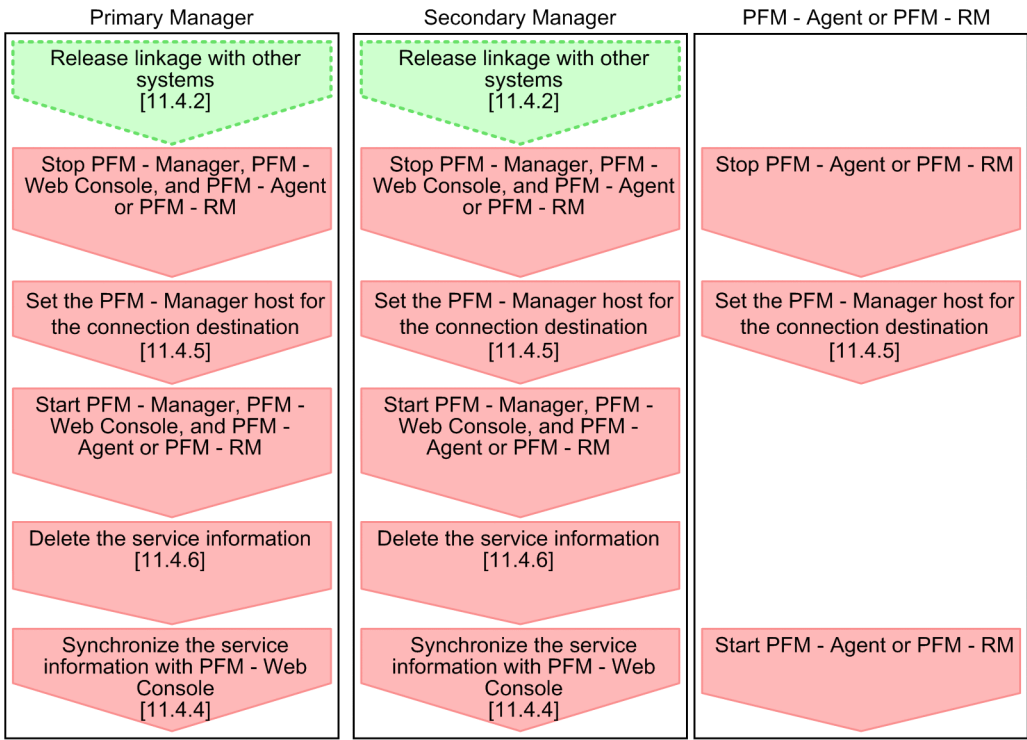 Primary Manager
Secondary Manager
PFM - Agent or PFM - RM
Release linkage with other
systems
[11.4.2]
Release linkage with other
systems
[11.4.2]
Stop PFM - Manager, PFM -
Web Console, and PFM - Agent
or PFM - RM
Stop PFM - Manager, PFM -
Web Console, and PFM - Agent
or PFM - RM
Stop PFM - Agent or PFM - RM
Set the PFM - Manager host for
the connection destination
[11.4.5]
Set the PFM - Manager host for
the connection destination
[11.4.5]
Set the PFM - Manager host for
the connection destination
[11.4.5]
Start PFM - Manager, PFM -
Web Console, and PFM -
Agent or PFM - RM
Start PFM - Manager, PFM -
Web Console, and PFM -
Agent or PFM - RM
Delete the service information
[11.4.6]
Delete the service information
[11.4.6]
Synchronize the service
information with PFM - Web
Console
[11.4.4]
Synchronize the service
information with PFM - Web
Console
[11.4.4]
Start PFM - Agent or PFM - RM